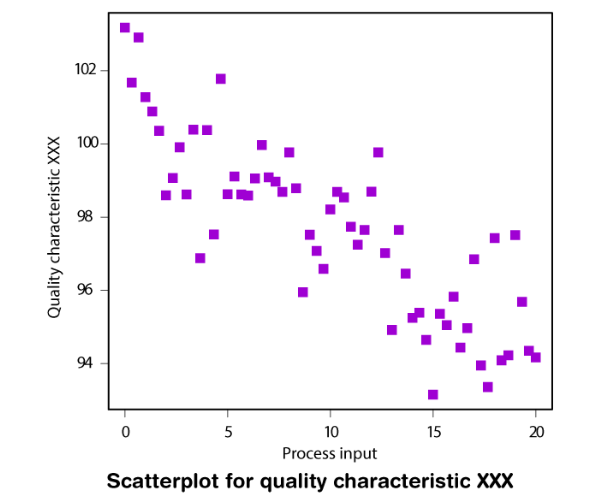 102
100
98
96
94
Quality characteristic XXX
0 5 10 15 20
Process input
Scatterplot for quality characteristic XXX